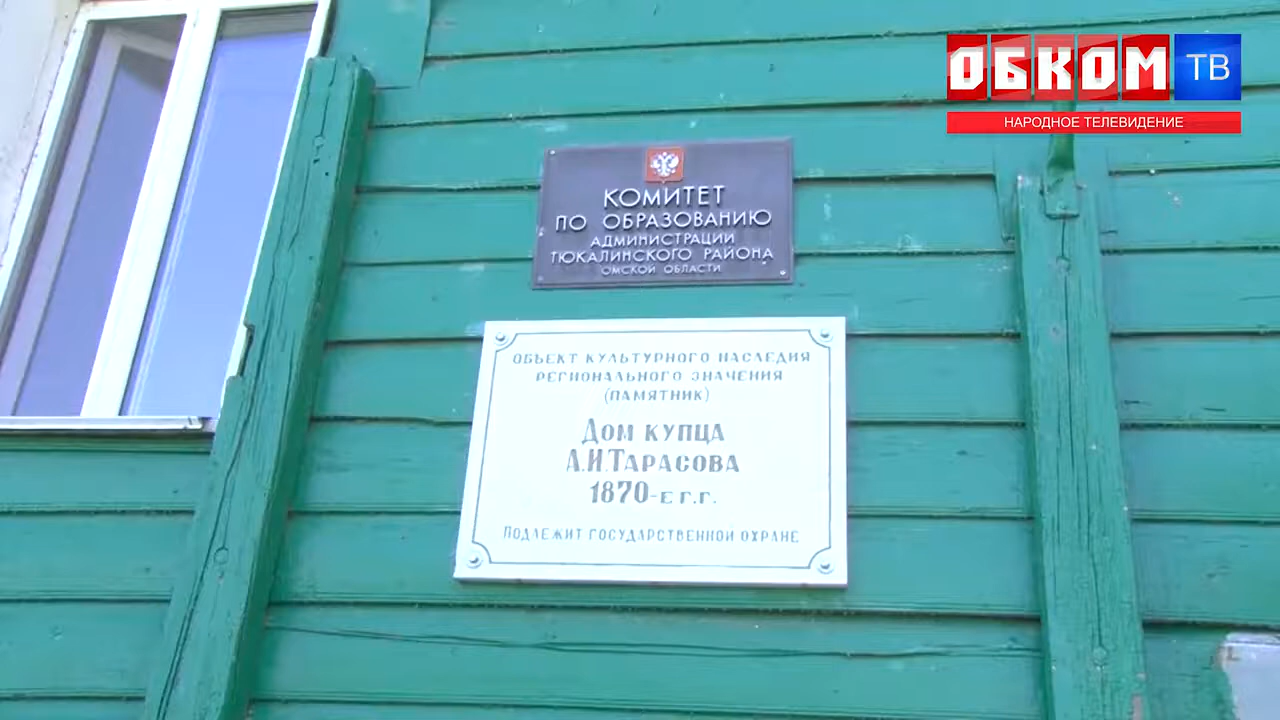 ОБКОМ ТВ
НАРОДНОЕ ТЕЛЕВИДЕНИЕ
КОМИТЕТ
ПО ОБРАЗОВАНИЮ
АДМИНИСТРАЦИИ
ТЮКАЛИНСКОГО РАЙОНА
ОМСКОЙ ОБЛАСТИ
ОБЪЕКТ КУЛЬТУРНОГО НАСЛЕДИЯ
РЕГИОНАЛЬНОГО ЗНАЧЕНИЯ
(ПАМЯТНИК)
ДОМ КУПЦА
А.И.ТАРАСОВА
1870-Е Г.Г.
ПОДЛЕЖИТ ГОСУДАРСТВЕННОЙ ОХРАНЕ